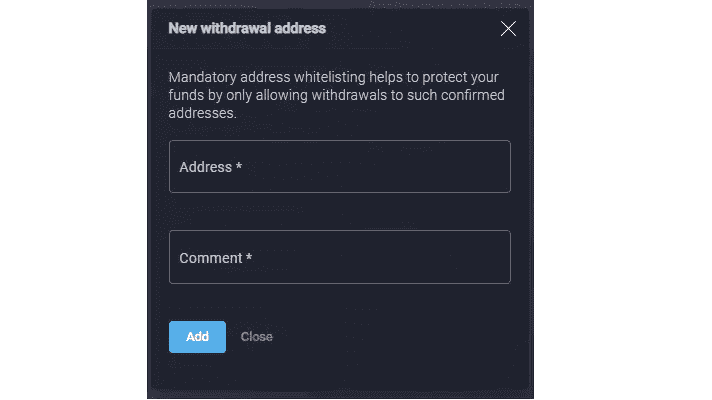 New withdrawal address
Mandatory address whitelisting helps to protect your
funds by only allowing withdrawals to such confirmed
addresses.
Address *
Comment *
Add Close